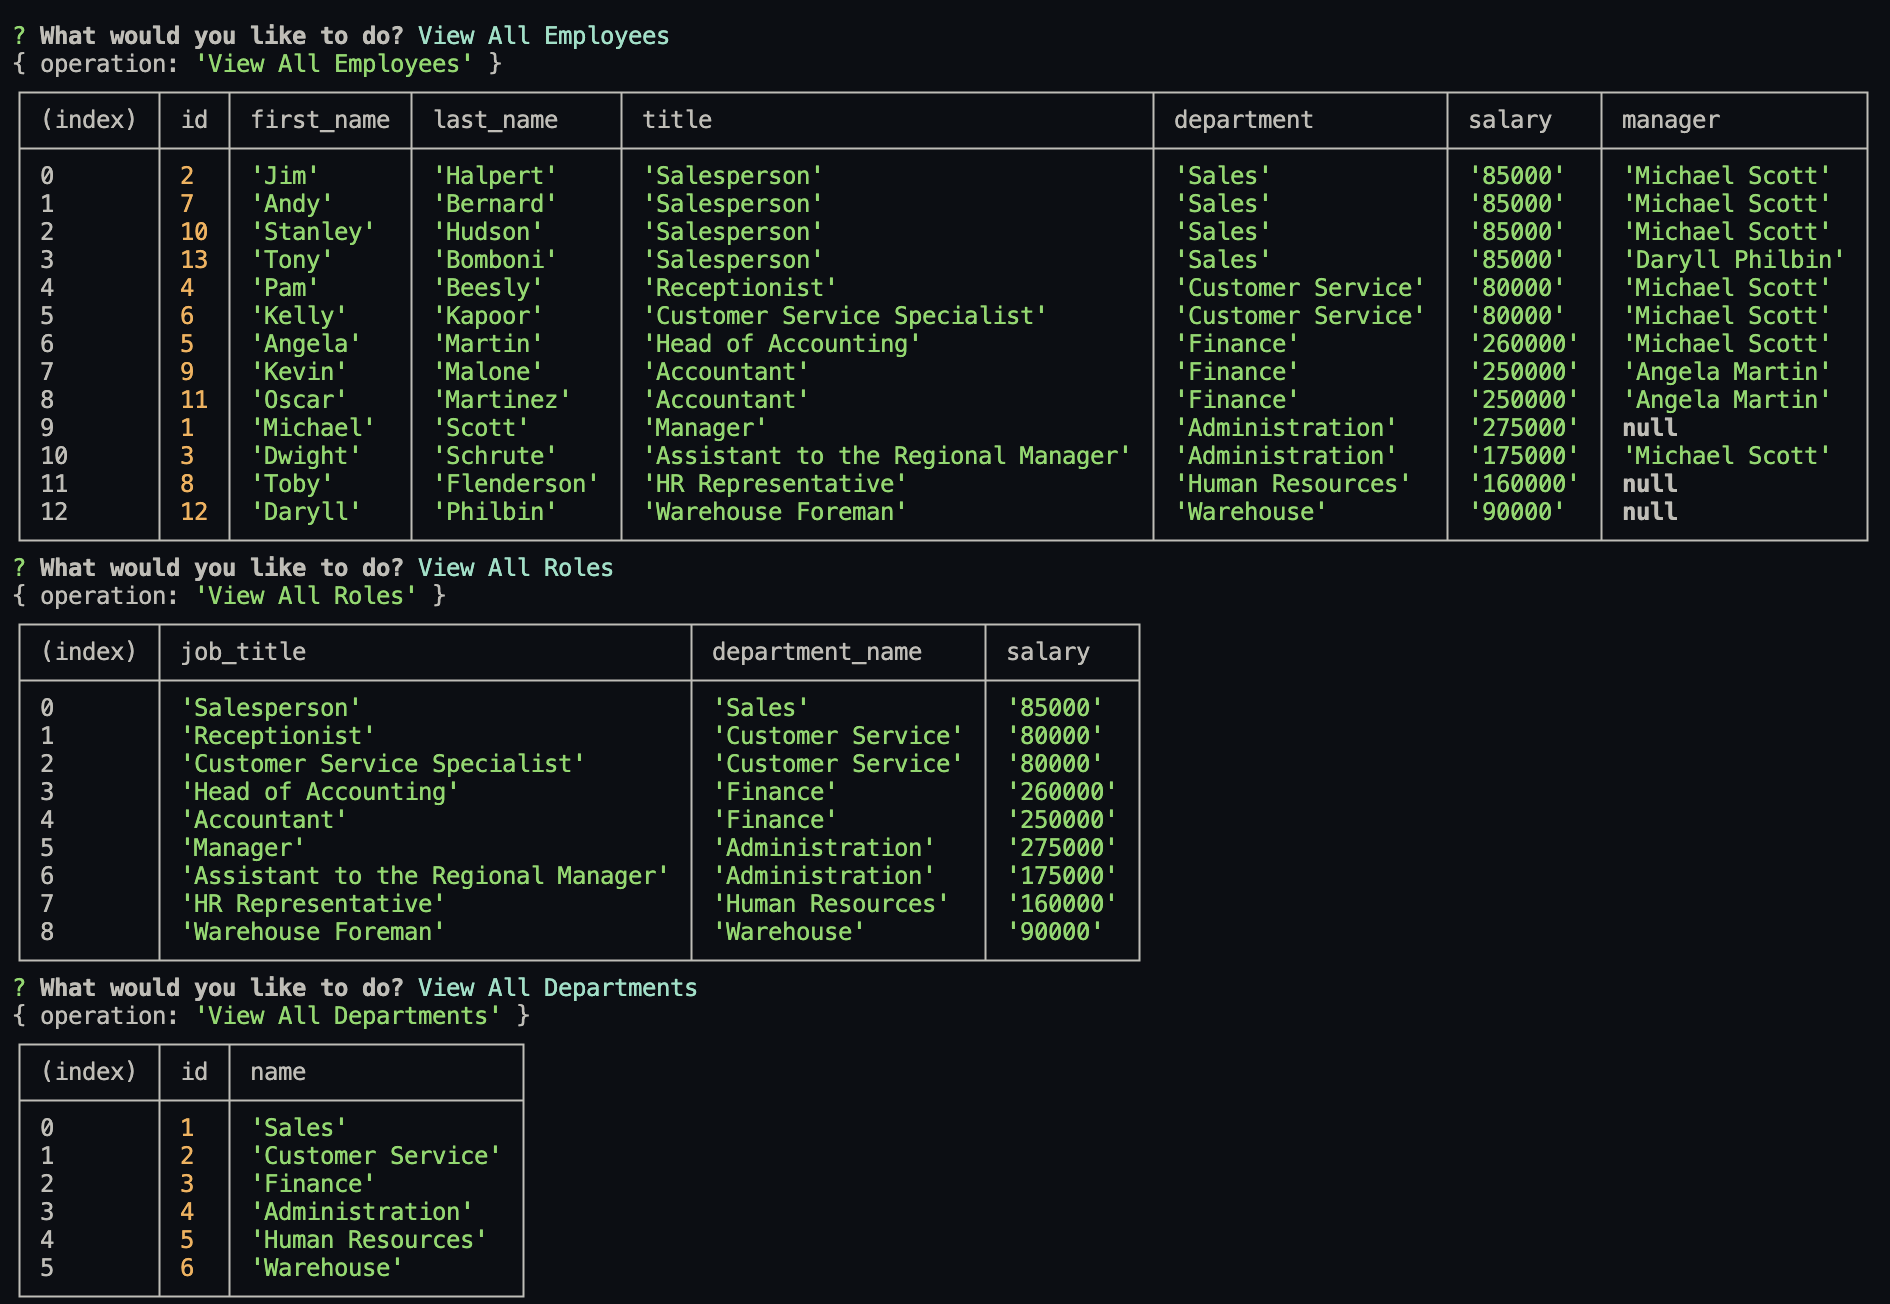 ? What would you like to do? View All Employees
{ operation: 'View All Employees' }
(index) id first_name last_name title department salary manager
0 2 'Jim' 'Halpert' 'Salesperson' 'Sales' '85000' 'Michael Scott'
1 7 'Andy' 'Bernard' 'Salesperson' 'Sales' '85000' 'Michael Scott'
2 10 'Stanley' 'Hudson' 'Salesperson' 'Sales' '85000' 'Michael Scott'
3 13 'Tony' 'Bomboni' 'Salesperson' 'Sales' '85000' 'Daryll Philbin'
4 4 'Pam' 'Beesly' 'Receptionist' 'Customer Service' '80000' 'Michael Scott'
5 6 'Kelly' 'Kapoor' 'Customer Service Specialist' 'Customer Service' '80000' 'Michael Scott'
6 5 'Angela' 'Martin' 'Head of Accounting' 'Finance' '260000' 'Michael Scott'
7 9 'Kevin' 'Malone' 'Accountant' 'Finance' '250000' 'Angela Martin'
8 11 'Oscar' 'Martinez' 'Accountant' 'Finance' '250000' 'Angela Martin'
9 1 'Michael' 'Scott' 'Manager' 'Administration' '275000' null
10 3 'Dwight' 'Schrute' 'Assistant to the Regional Manager' 'Administration' '175000' 'Michael Scott'
11 8 'Toby' 'Flenderson' 'HR Representative' 'Human Resources' '160000' null
12 12 'Daryll' 'Philbin' 'Warehouse Foreman' 'Warehouse' '90000' null
? What would you like to do? View All Roles
{ operation: 'View All Roles' }
(index) job_title department_name salary
0 'Salesperson' 'Sales' '85000'
1 'Receptionist' 'Customer Service' '80000'
2 'Customer Service Specialist' 'Customer Service' '80000'
3 'Head of Accounting' 'Finance' '260000'
4 'Accountant' 'Finance' '250000'
5 'Manager' 'Administration' '275000'
6 'Assistant to the Regional Manager' 'Administration' '175000'
7 'HR Representative' 'Human Resources' '160000'
8 'Warehouse Foreman' 'Warehouse' '90000'
? What would you like to do? View All Departments
{ operation: 'View All Departments' }
(index) id name
0 1 'Sales'
1 2 'Customer Service'
2 3 'Finance'
3 4 'Administration'
4 5 'Human Resources'
5 6 'Warehouse'